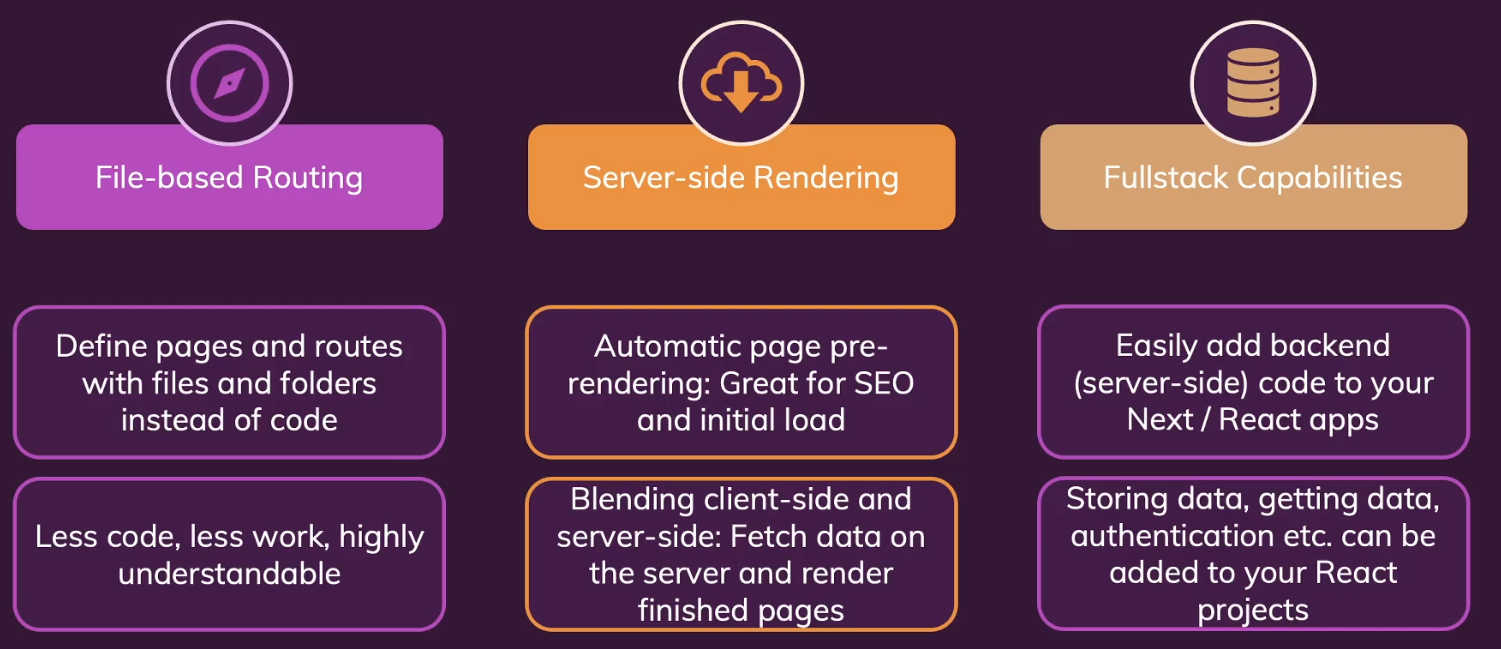 File-based Routing
Server-side Rendering
Fullstack Capabilities
Define pages and routes
with files and folders
instead of code
Automatic page pre-
rendering: Great for SEO
and initial load
Easily add backend
(server-side) code to your
Next / React apps
Less code, less work, highly
understandable
Blending client-side and
server-side: Fetch data on
the server and render
finished pages
Storing data, getting data,
authentication etc. can be
added to your React
projects